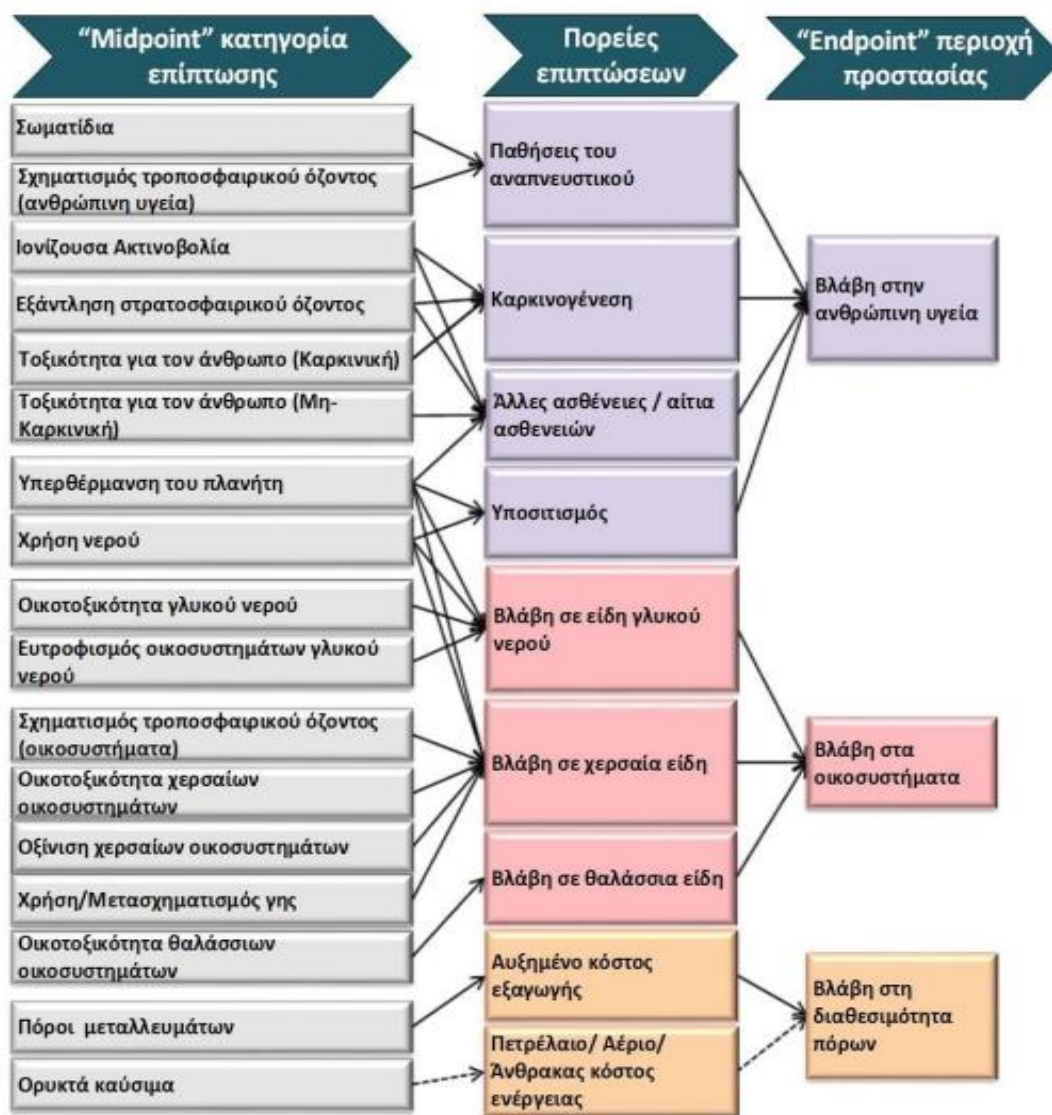 “Midpoint” κατηγορία
επίπτωσης
Πορείες
επιπτώσεων
“Endpoint” περιοχή
προστασίας
Σωματίδια
Σχηματισμός τροποσφαιρικού όζοντος
(ανθρώπινη υγεία)
Ιονίζουσα Ακτινοβολία
Εξάντληση στρατοσφαιρικού όζοντος
Τοξικότητα για τον άνθρωπο (Καρκινική)
Τοξικότητα για τον άνθρωπο (Μη-
Καρκινική)
Υπερθέρμανση του πλανήτη
Χρήση νερού
Οικοτοξικότητα γλυκού νερού
Ευτροφισμός οικοσυστημάτων γλυκού
νερού
Σχηματισμός τροποσφαιρικού όζοντος
(οικοσυστήματα)
Οικοτοξικότητα χερσαίων
οικοσυστημάτων
Οξίνιση χερσαίων οικοσυστημάτων
Χρήση/Μετασχηματισμός γης
Οικοτοξικότητα θαλάσσιων
οικοσυστημάτων
Πόροι μεταλλευμάτων
Ορυκτά καύσιμα
Παθήσεις του
αναπνευστικού
Καρκινογένεση
Άλλες ασθένειες / αίτια
ασθενειών
Υποσιτισμός
Βλάβη σε είδη γλυκού
νερού
Βλάβη σε χερσαία είδη
Βλάβη σε θαλάσσια είδη
Αυξημένο κόστος
εξαγωγής
Πετρέλαιο/ Αέριο/
Άνθρακας κόστος
ενέργειας
Βλάβη στην
ανθρώπινη υγεία
Βλάβη στα
οικοσυστήματα
Βλάβη στη
διαθεσιμότητα
πόρων